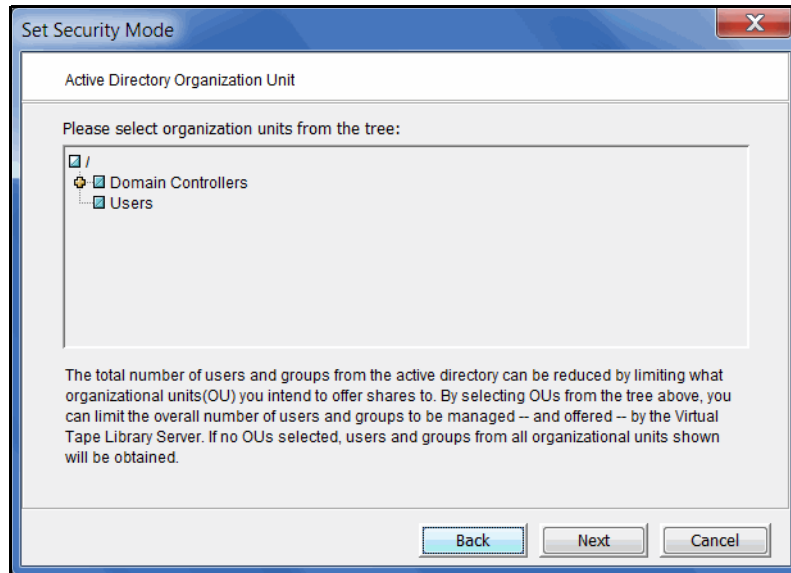 Set Security Mode
X
Active Directory Organization Unit
Please select organization units from the tree:
/
Domain Controllers
Users
The total number of users and groups from the active directory can be reduced by limiting what
organizational units(OU) you intend to offer shares to. By selecting OUs from the tree above, you
can limit the overall number of users and groups to be managed -- and offered -- by the Virtual
Tape Library Server. If no OUs selected, users and groups from all organizational units shown
will be obtained.
Back Next Cancel